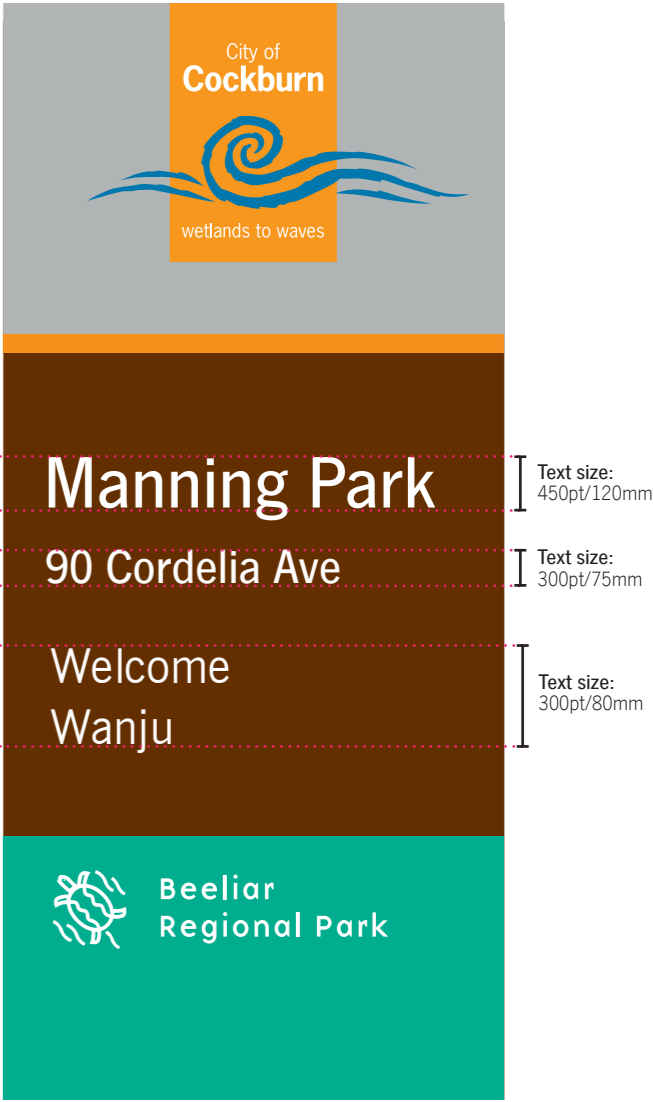 City of
Cockburn
wetlands to waves
Manning Park
Text size:
450pt/120mm
90 Cordelia Ave
Text size:
300pt/75mm
Welcome
Wanju
Text size:
300pt/80mm
Beeliar
Regional Park